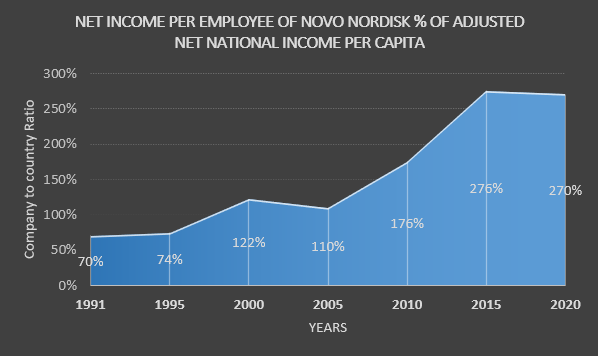 NET INCOME PER EMPLOYEE OF NOVO NORDISK % OF ADJUSTED
NET NATIONAL INCOME PER CAPITA
Company to country Ratio
300%
250%
200%
150%
100%
50%
0%
70%
74%
122%
110%
176%
276%
270%
1991 1995 2000 2005 2010 2015 2020
YEARS